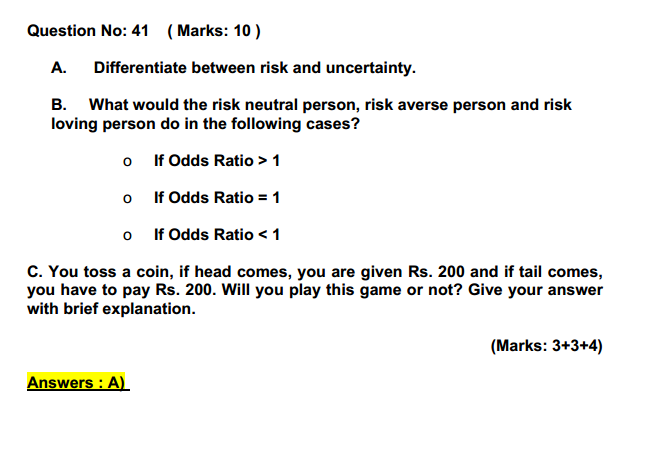 Question No: 41 ( Marks: 10 )
A. Differentiate between risk and uncertainty.
B. What would the risk neutral person, risk averse person and risk
loving person do in the following cases?
o If Odds Ratio > 1
o If Odds Ratio = 1
o If Odds Ratio < 1
C. You toss a coin, if head comes, you are given Rs. 200 and if tail comes,
you have to pay Rs. 200. Will you play this game or not? Give your answer
with brief explanation.
(Marks: 3+3+4)
Answers : A)